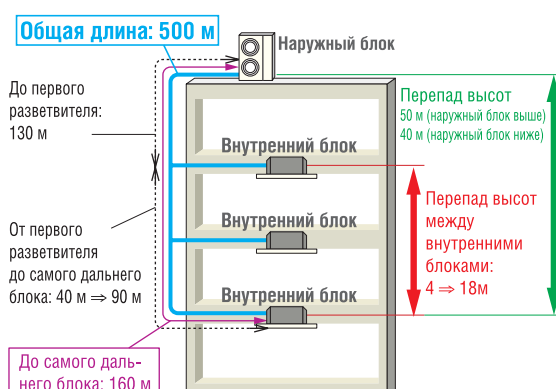 Общая длина: 500 м
Наружный блок
До первого
разветвителя:
130 м
Перепад высот
50 м (наружный блок выше)
40 м (наружный блок ниже)
Внутренний блок
Перепад высот
между
внутренними
блоками:
4 ⇒ 18м
Внутренний блок
От первого
разветвителя
до самого дальнего
блока: 40 м ⇒ 90 м
Внутренний блок
До самого даль-
него блока: 160 м